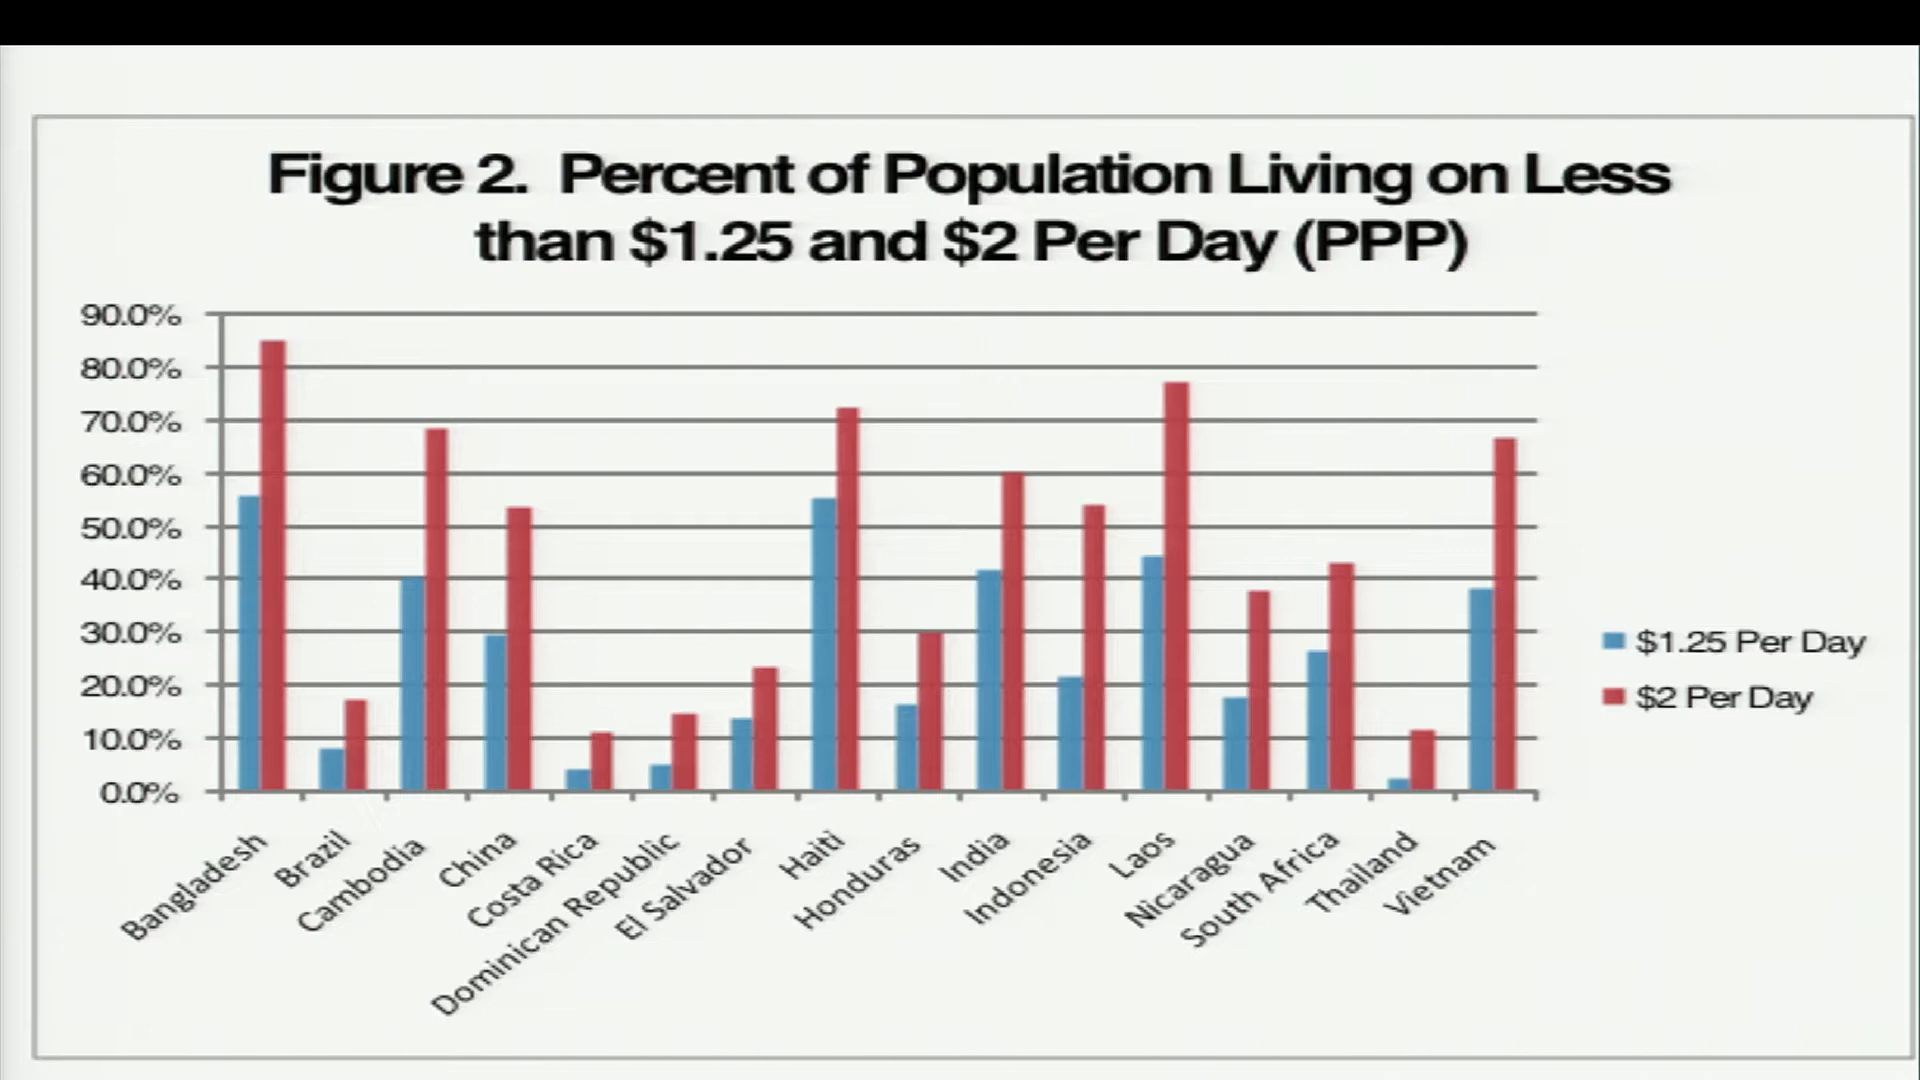 Figure 2. Percent of Population Living on Less
than $1.25 and $2 Per Day (PPP)
90.0%
80.0%
70.0%
60.0%
50.0%
40.0%
30.0%
20.0%
10.0%
0.0%
$1.25 Per Day
$2 Per Day
Bangladesh
Brazil
Cambodia
China
Costa Rica
Dominican Republic
El Salvador
Haiti
Honduras
India
Indonesia
Laos
Nicaragua
South Africa
Thailand
Vietnam